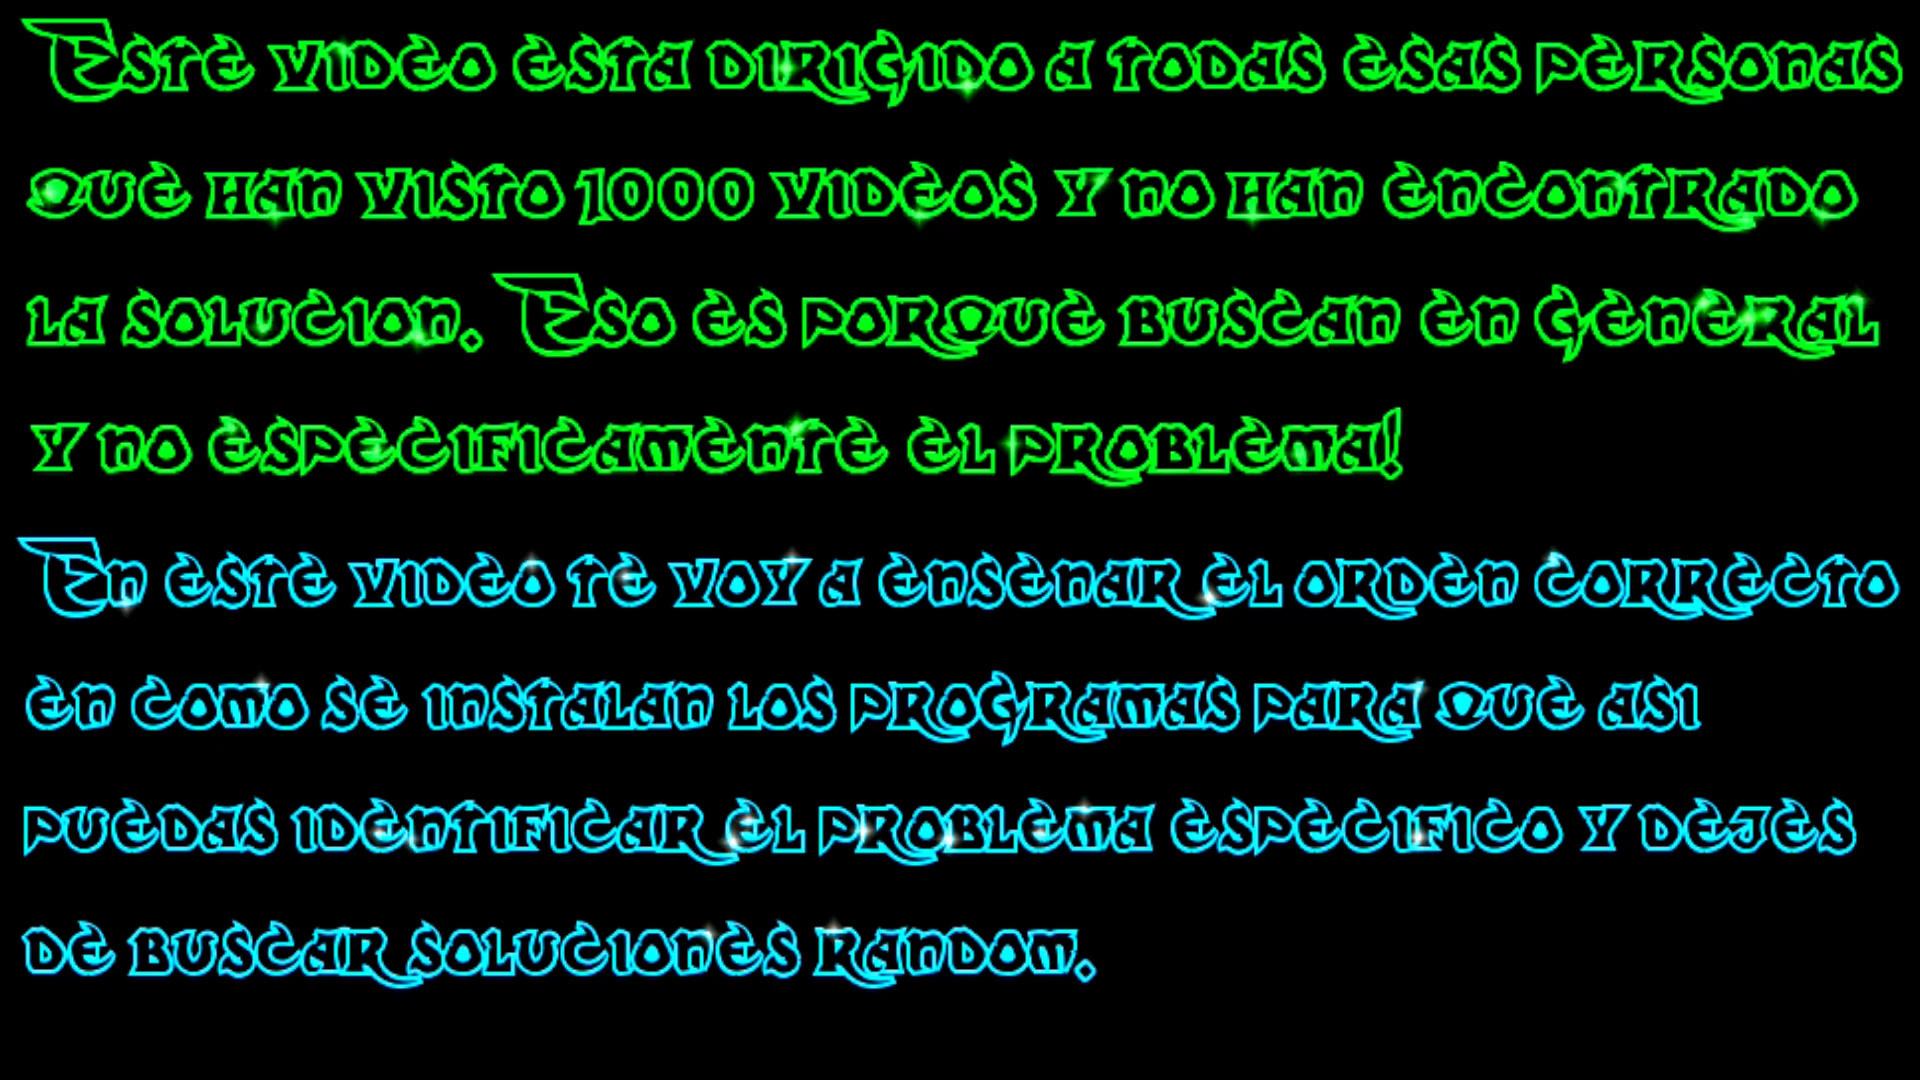 Este video esta dirigido a todas esas personas
que han visto 1000 videos y no han encontrado
la solucion. Eso es porque buscan en general
y no especificamente el problema!
En este video te voy a ensenar el orden correcto
en como se instalan los programas para que asi
puedas identificar el problema especifico y dejes
de buscar soluciones random.